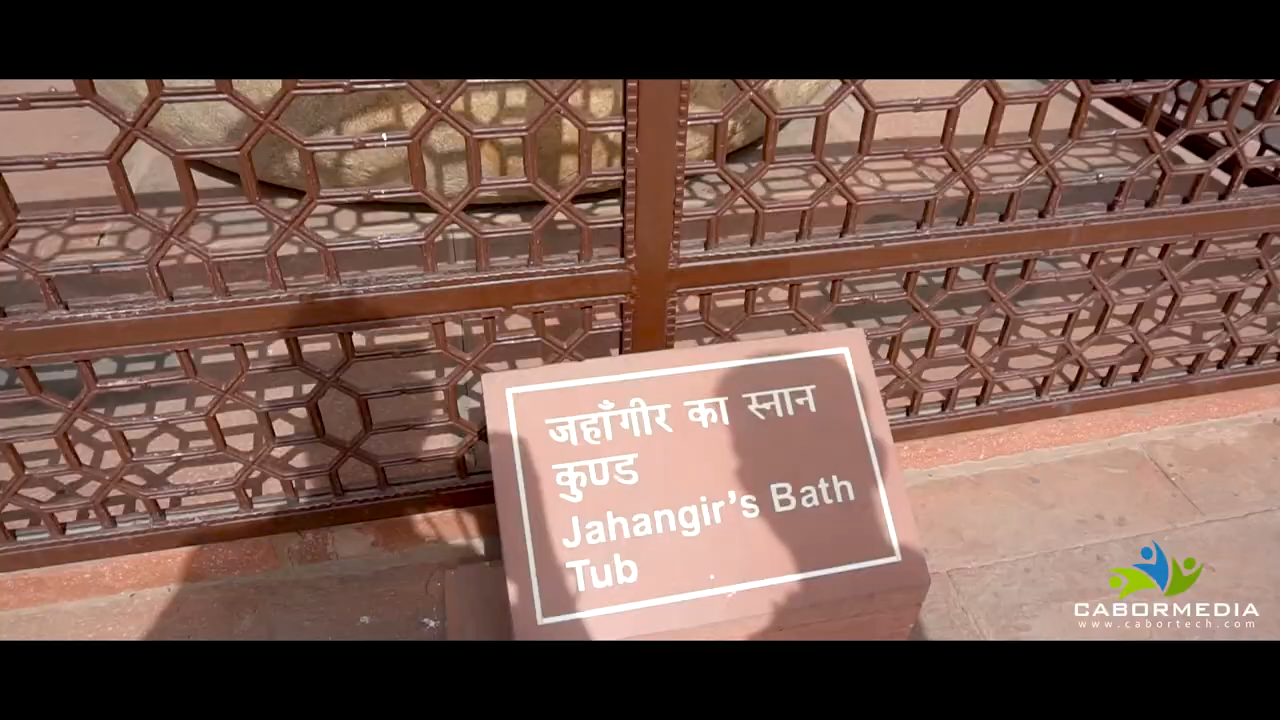 जहाँगीर का स्नान
कुण्ड
Jahangir's Bath
Tub
CABORMEDIA
www.cabortech.com